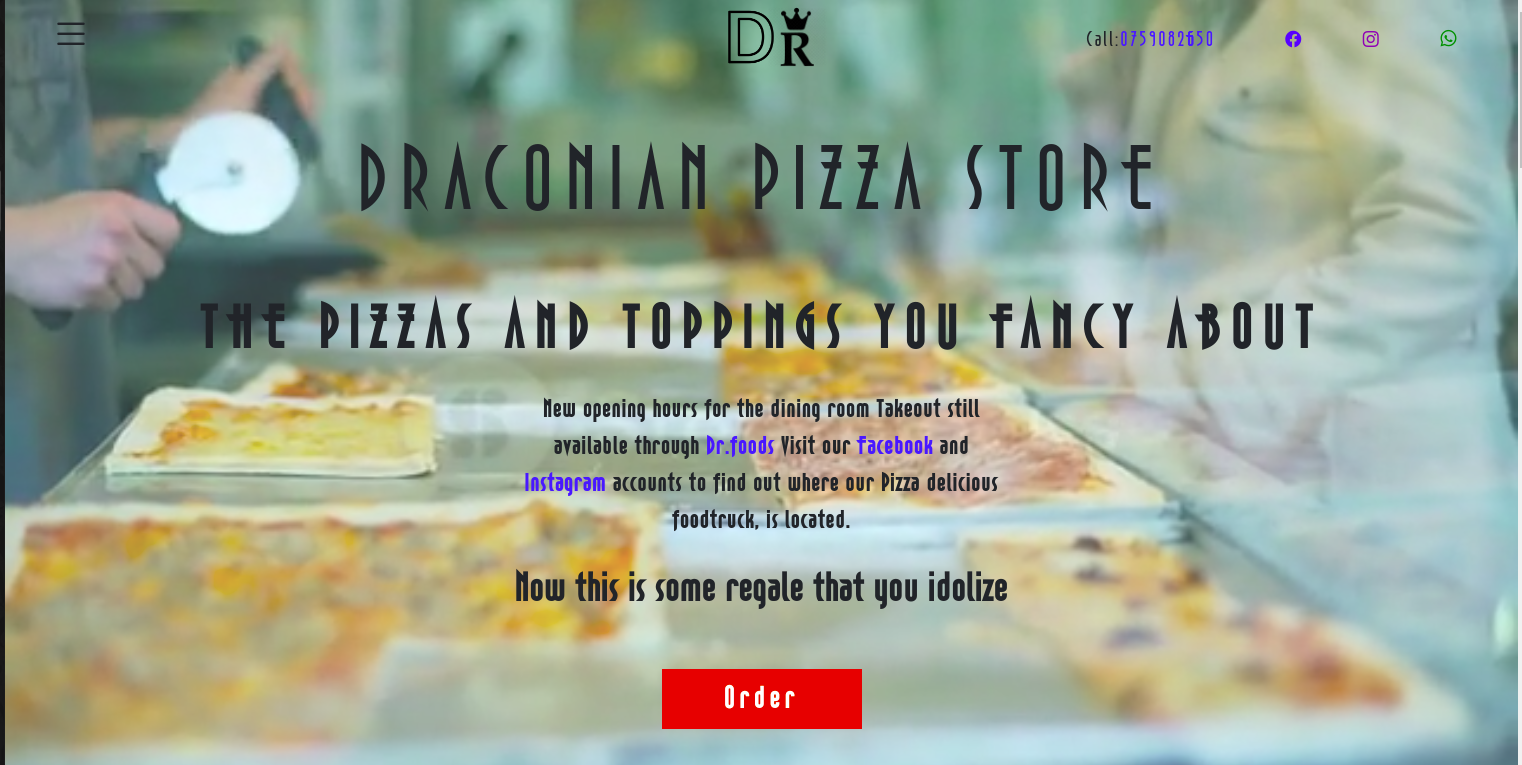 DR
Call:0759082650
DRACONIAN PIZZA STORE
THE PIZZAS AND TOPPINGS YOU FANCY ABOUT
New opening hours for the dining room Takeout still
available through Dr.foods Visit our Facebook and
Instagram accounts to find out where our Pizza delicious
foodtruck, is located.
Now this is some regale that you idolize
Order